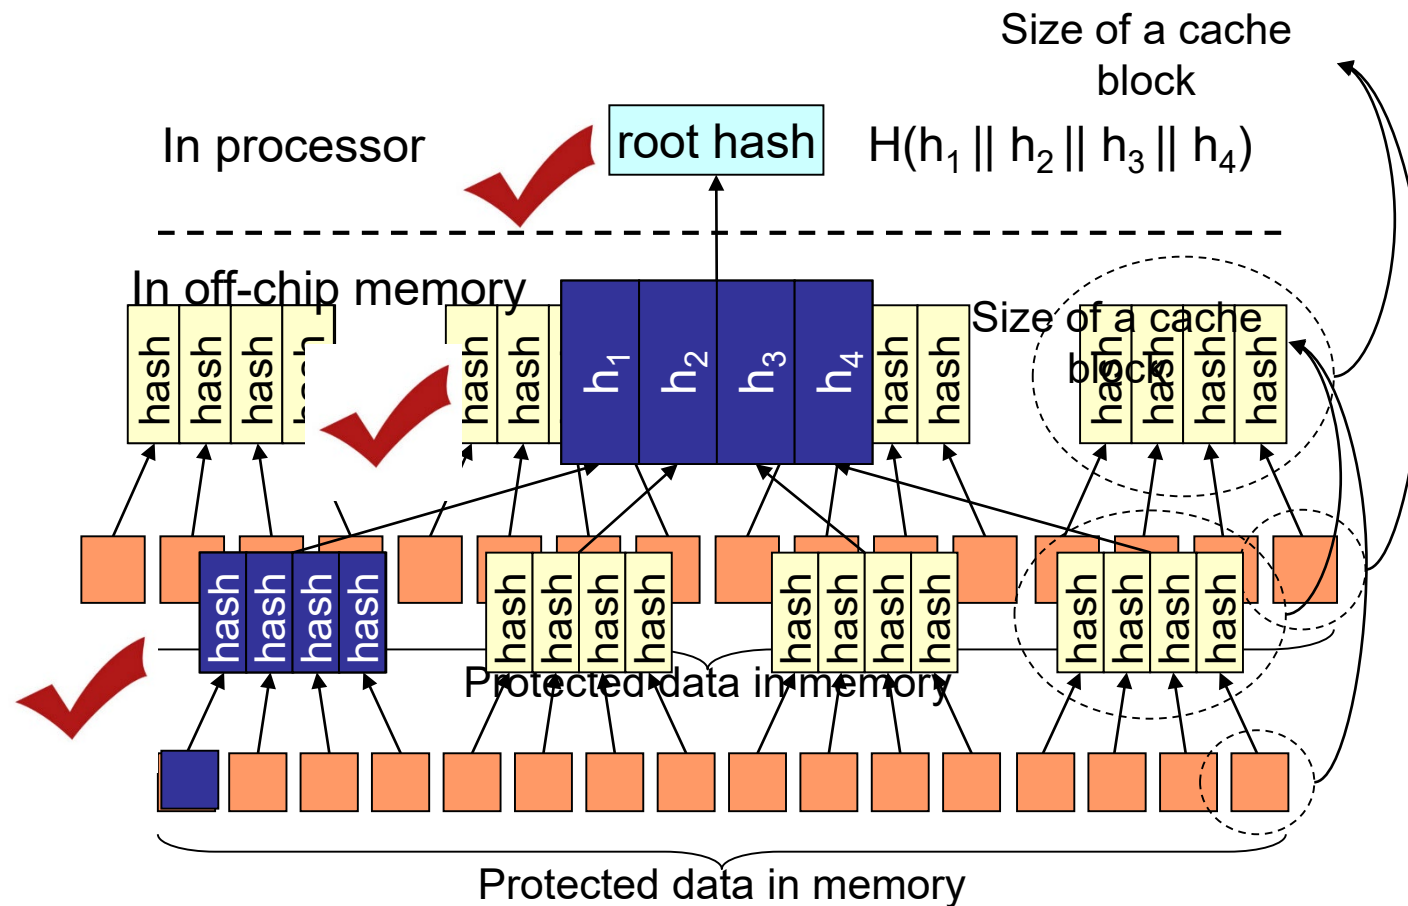 Size of a cache
block
In processor
root hash
H(h₁ || h₂ || h₃ || h₄)
In off-chip memory
hash hash hash hash
hash hash
h₁ h₂ h₃ h₄
hash hash
Size of a cache
block
hash hash hash hash
hash hash hash hash
hash hash hash hash
hash hash hash hash
hash hash hash hash
Protected data in memory
Protected data in memory